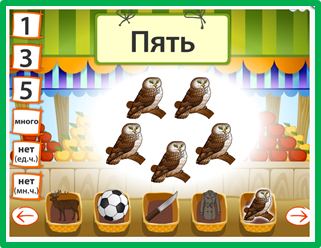 Пять
1
3
5
много
нет
(ед.ч.)
нет
(мн.ч.)